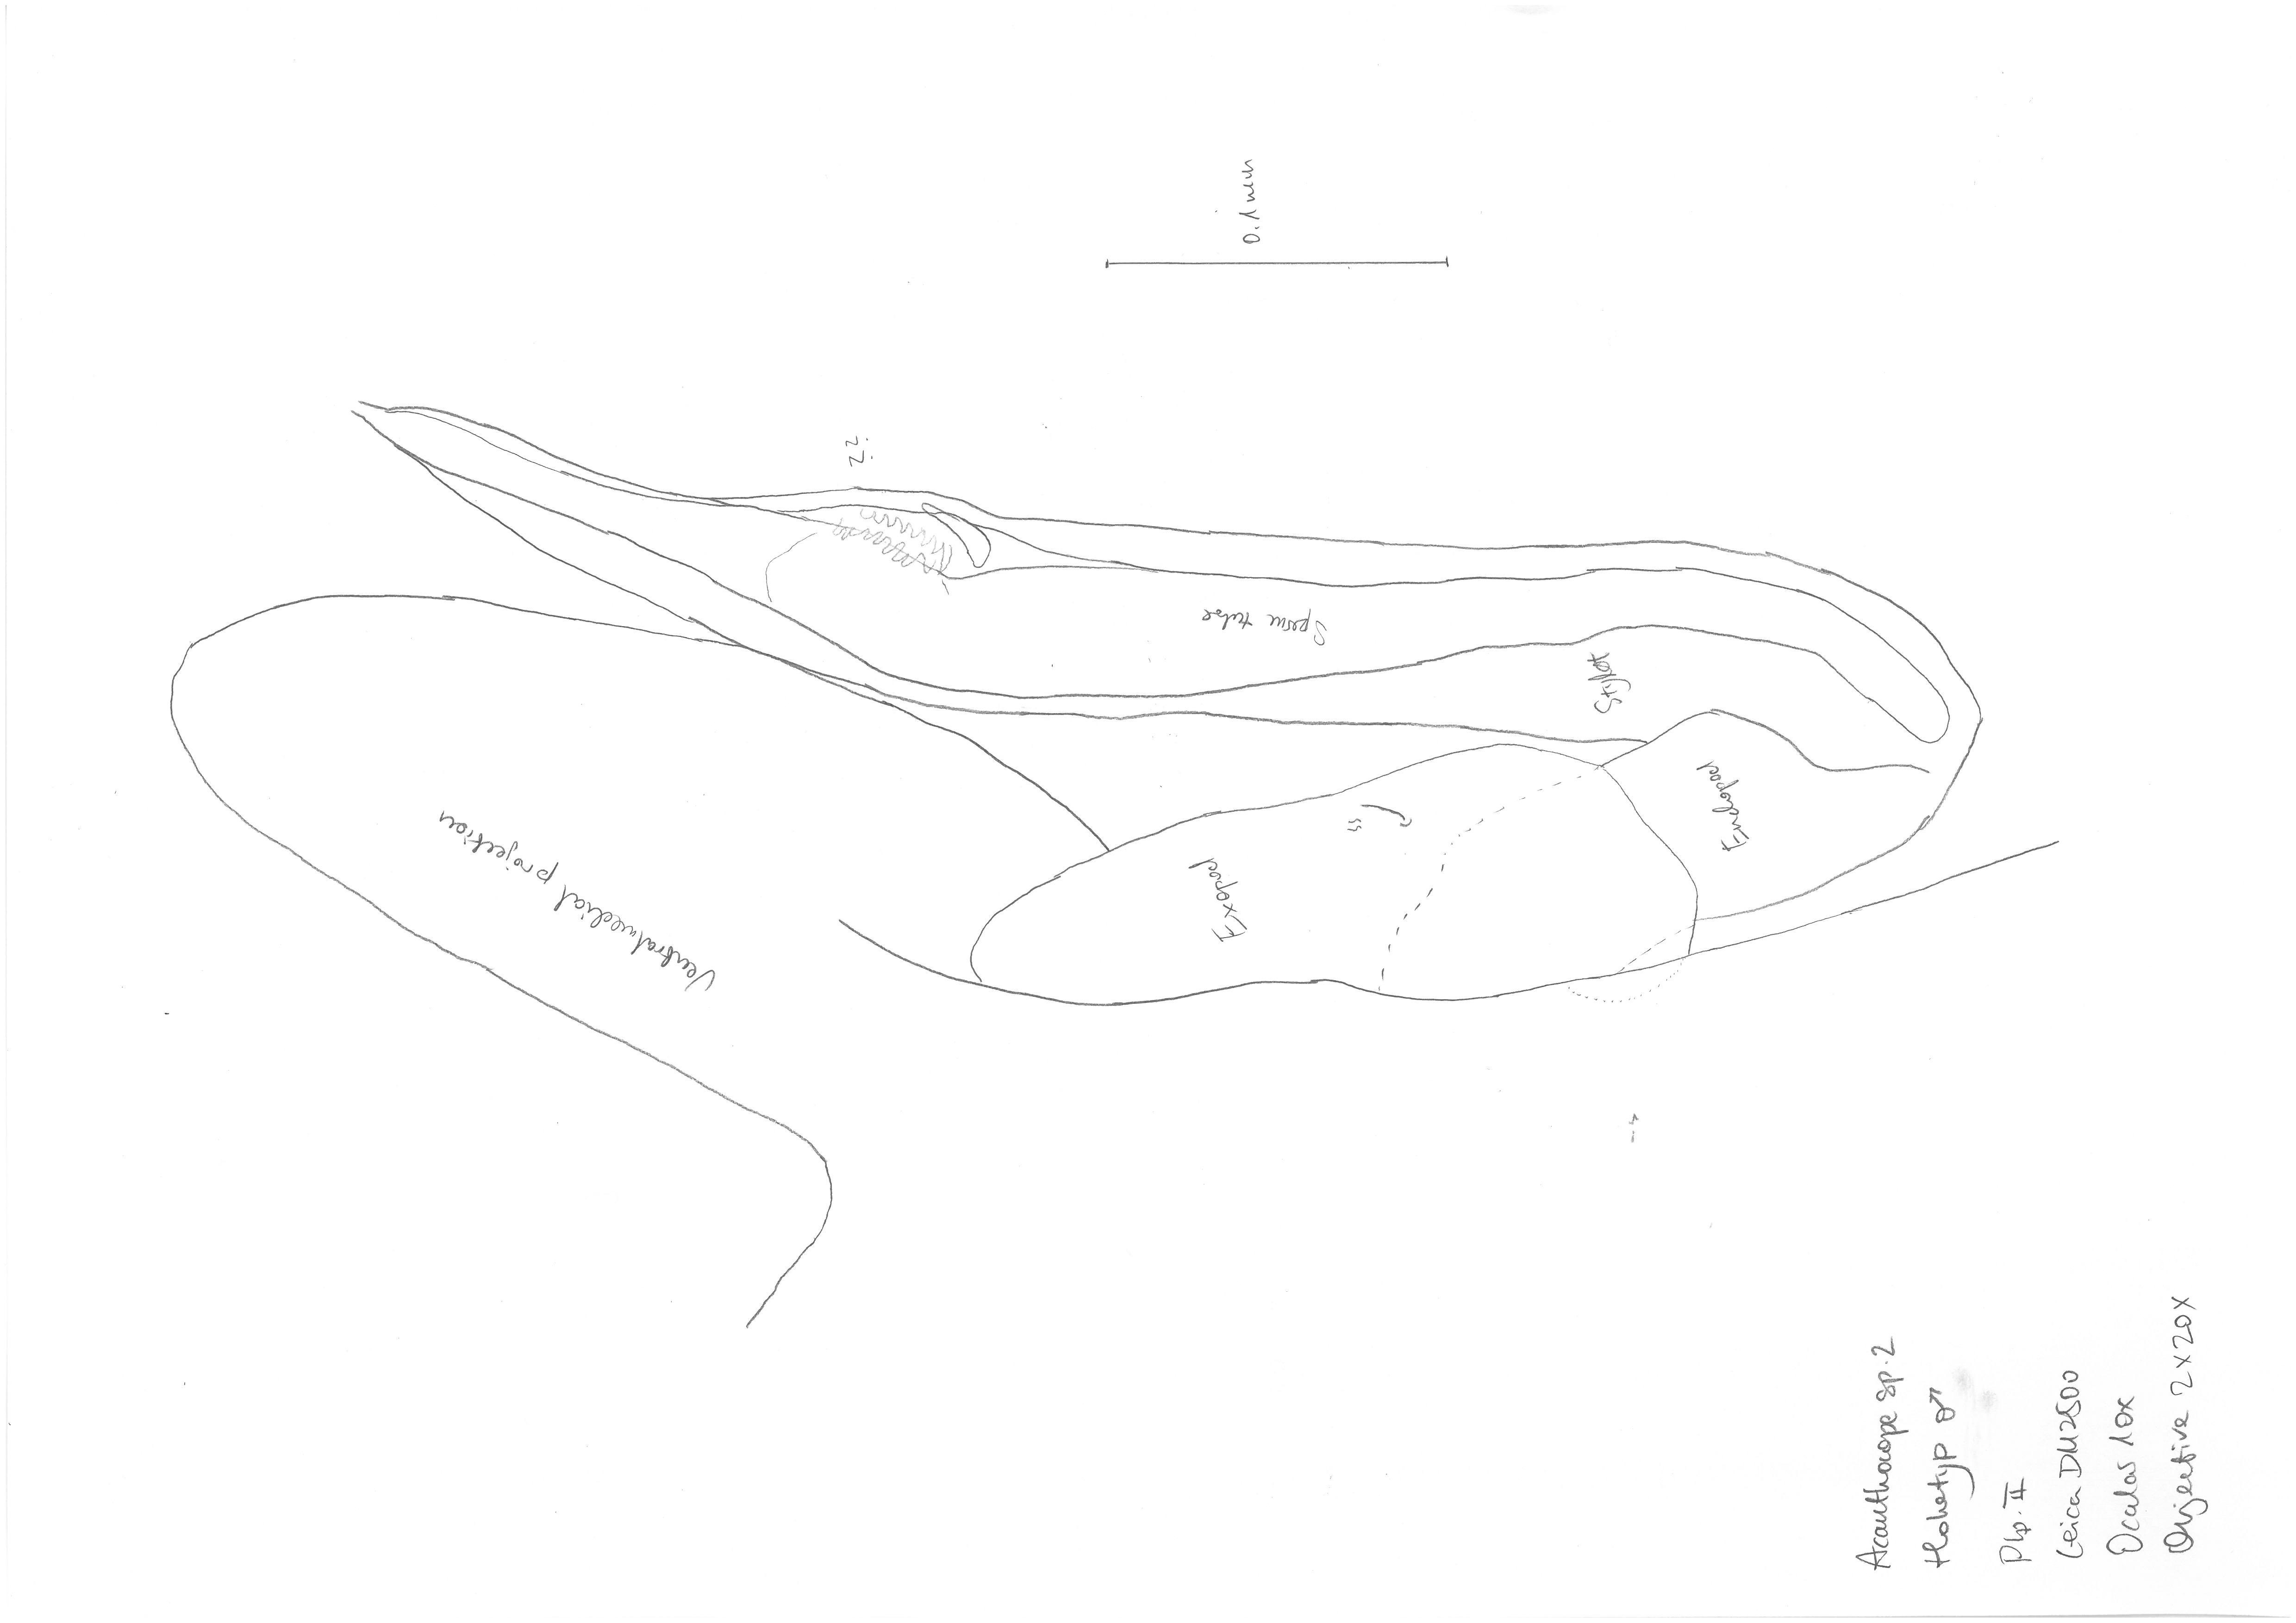 Ventralmedial projection
??
Exopod
Sperm tube
0.1mm
??
Stylet
Endopod
Acanthocope sp.2
Holotyp ♂
Plp. II
Leica DM2500
Ocular 10x
Objective 2x20x